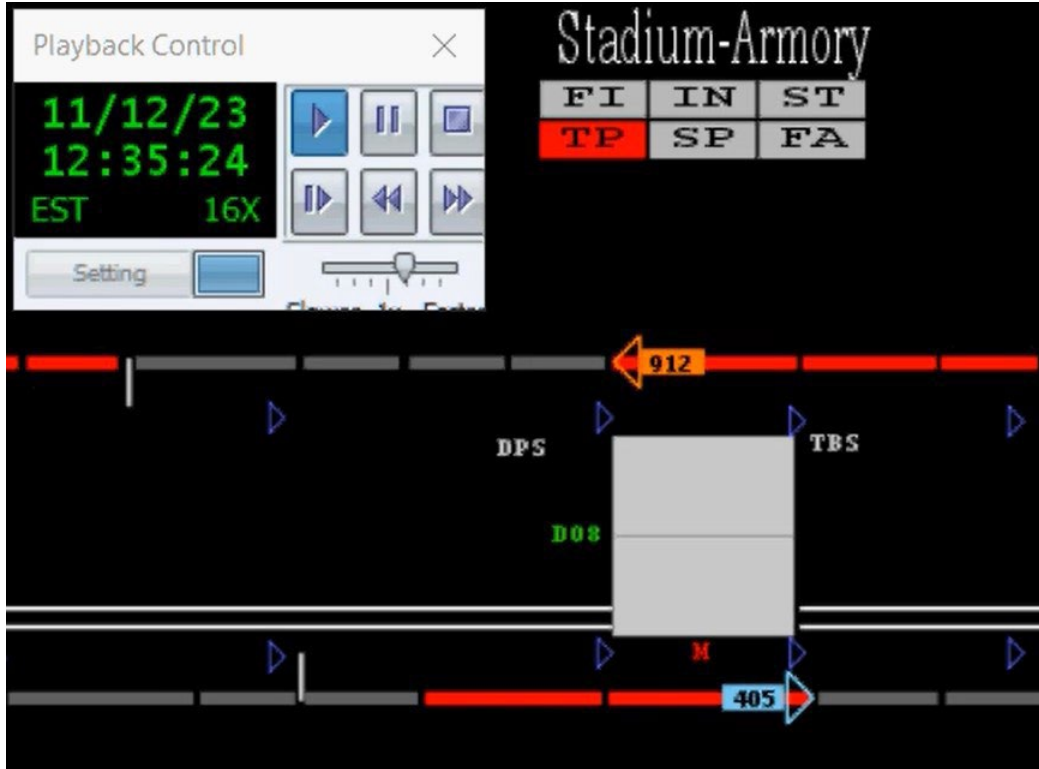 Playback Control
Stadium-Armory
FI IN ST
TP SP FA
11/12/23
12:35:24
EST 16X
Setting
912
DPS
TBS
D08
M
405